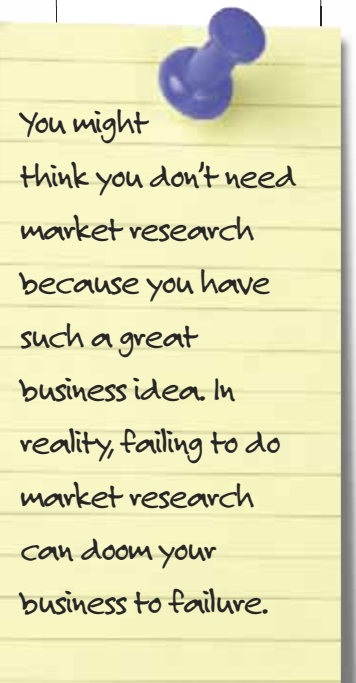 You might
think you don't need
market research
because you have
such a great
business idea. In
reality, failing to do
market research
can doom your
business to failure.